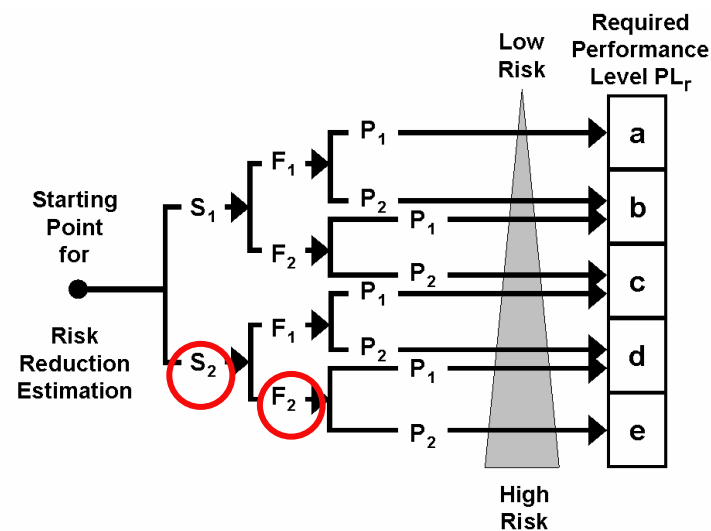 Required
Performance
Level PLr
Low
Risk
a
P1
F1
Starting
Point
for
S1
P2
b
P1
F2
P2
c
P1
Risk
Reduction
Estimation
F1
S2
P2
d
P1
F2
P2
e
High
Risk